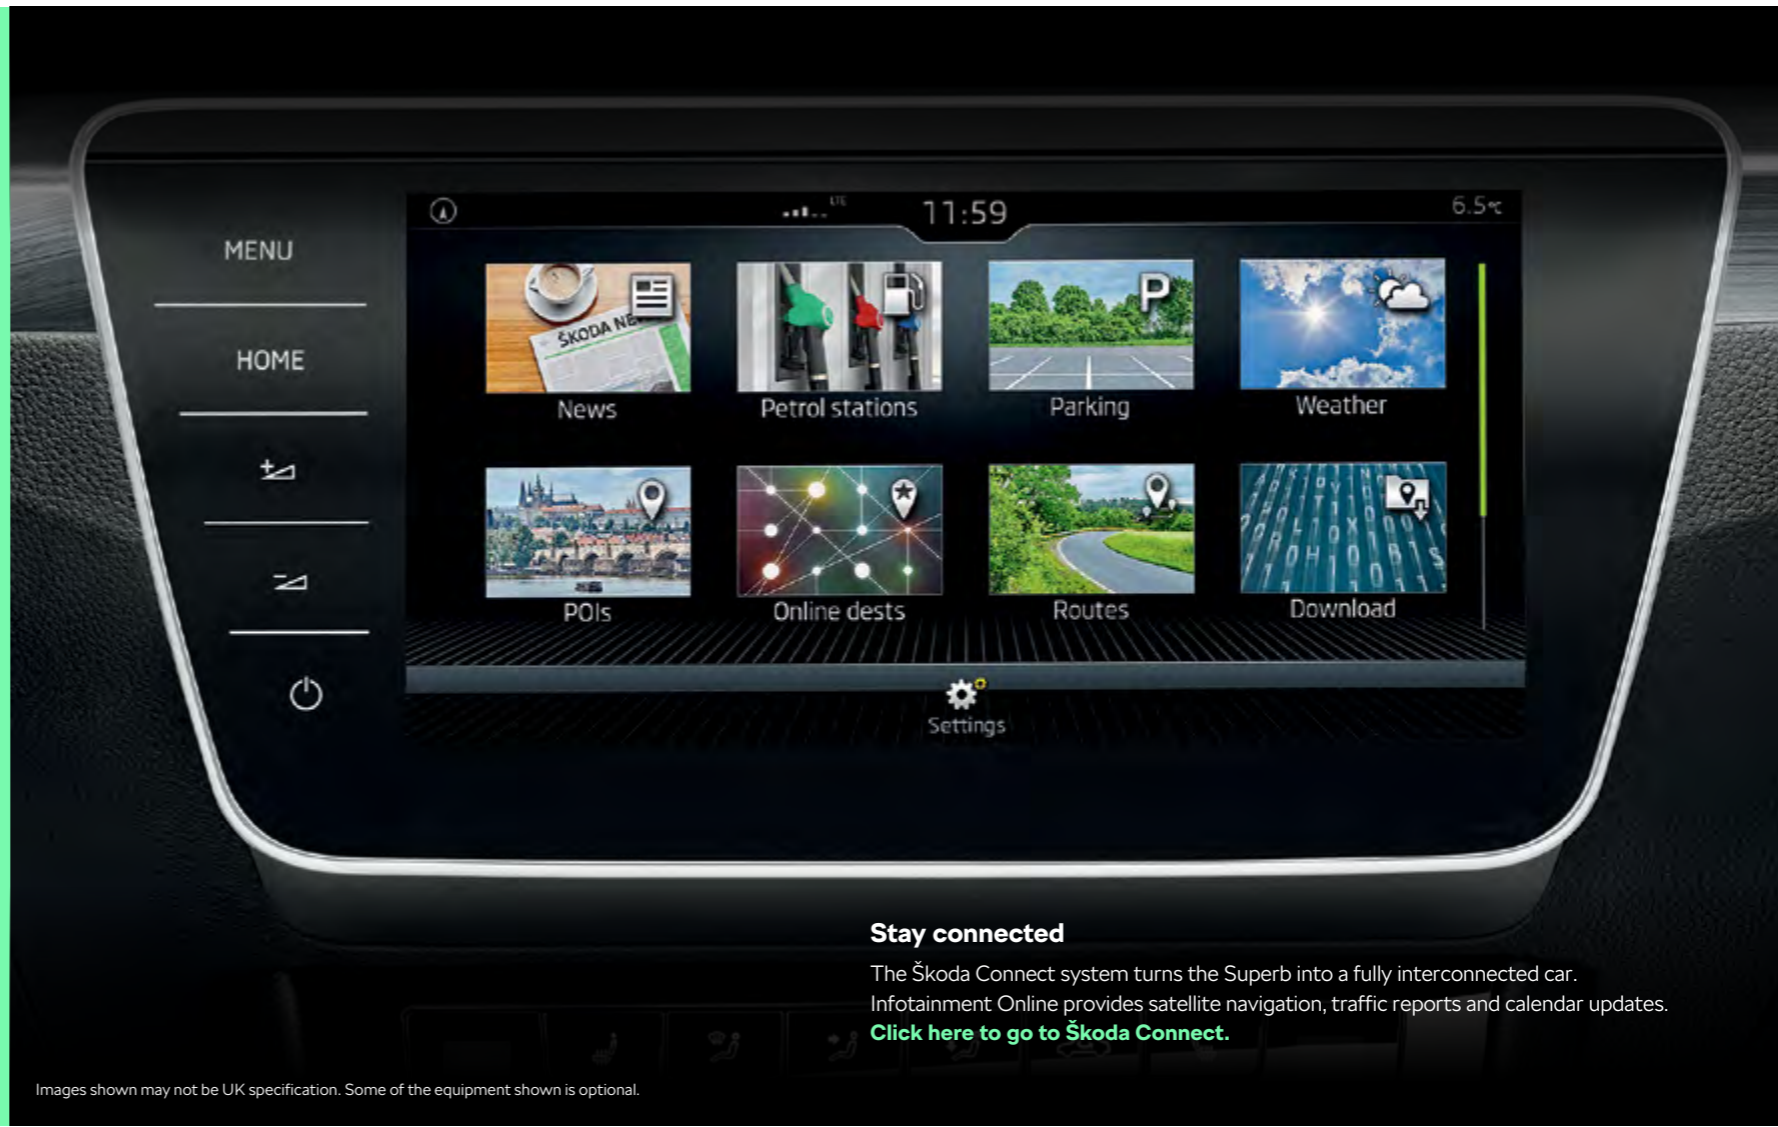 LTE
11:59
6.5°C
MENU
HOME
ŠKODA NE
P
News
Petrol stations
Parking
Weather
POIs
Online dests
Routes
Download
Settings
Stay connected
The Škoda Connect system turns the Superb into a fully interconnected car.
Infotainment Online provides satellite navigation, traffic reports and calendar updates.
Click here to go to Škoda Connect.
Images shown may not be UK specification. Some of the equipment shown is optional.